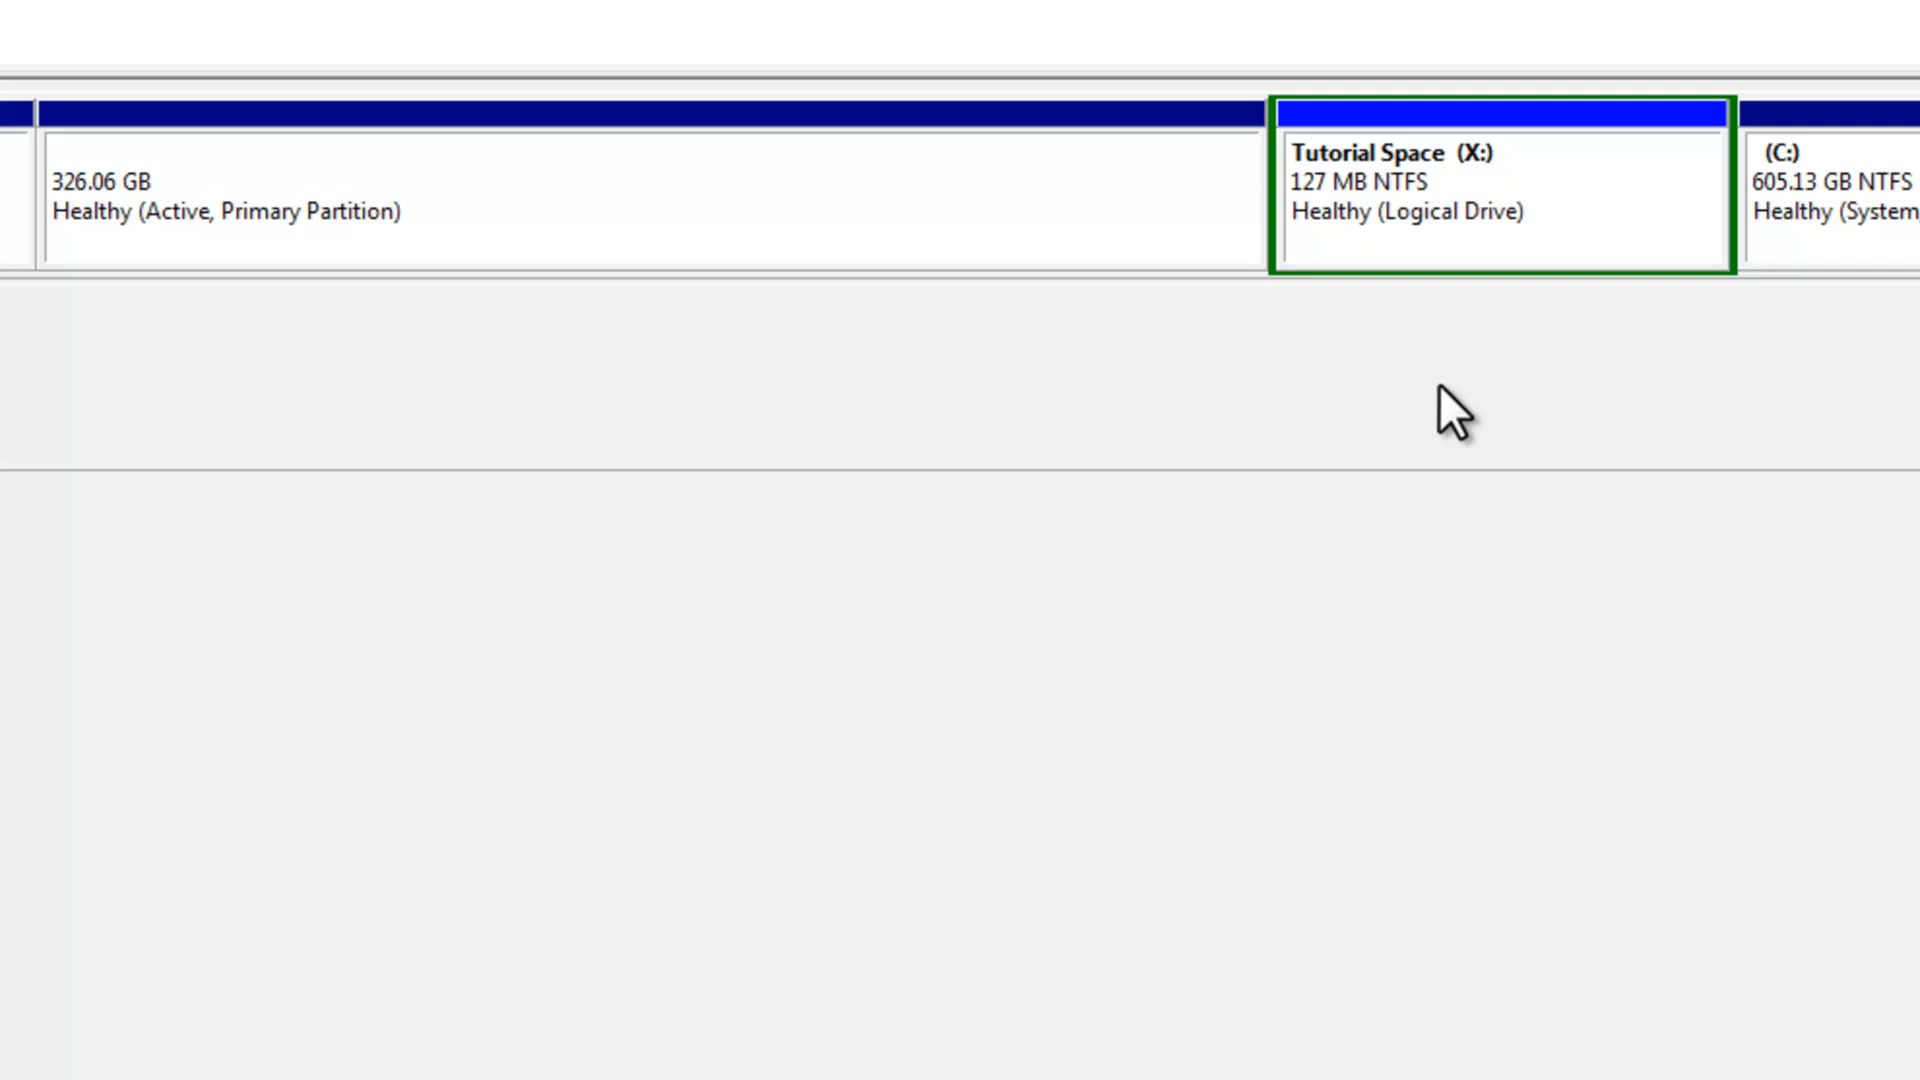 326.06 GB
Healthy (Active, Primary Partition)
Tutorial Space (X:)
127 MB NTFS
Healthy (Logical Drive)
(C:)
605.13 GB NTFS
Healthy (System,